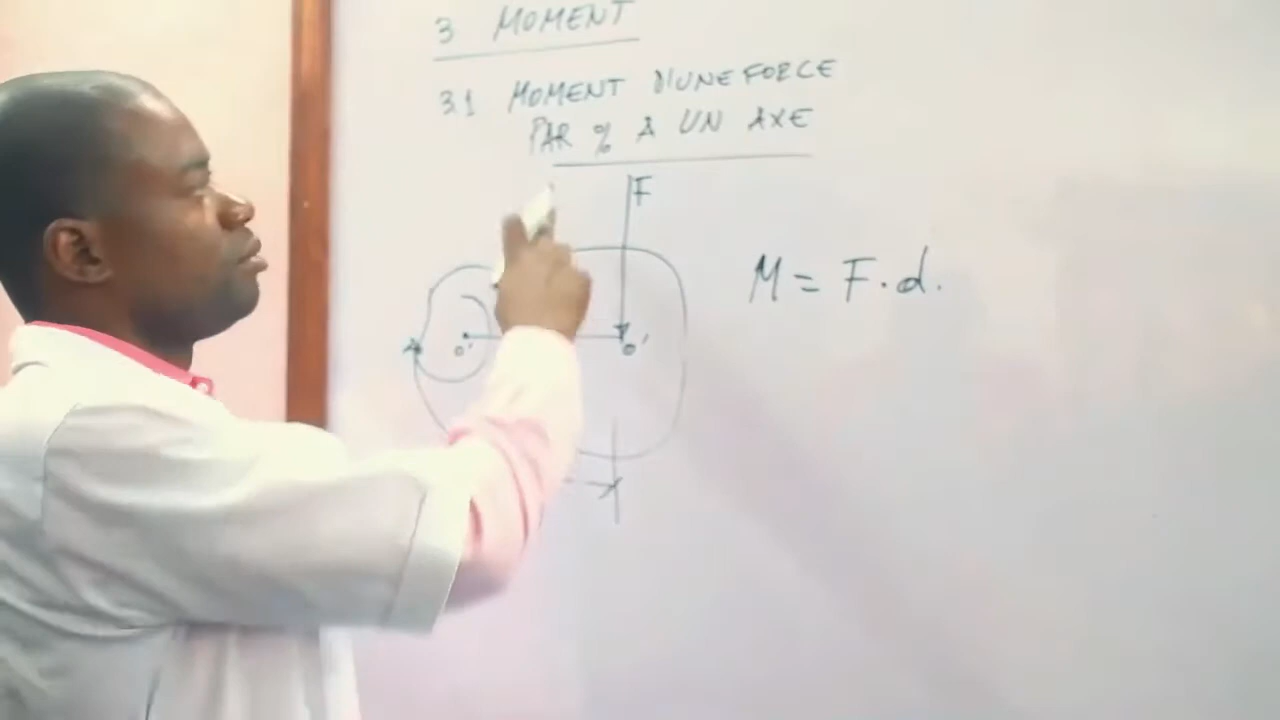 3 MOMENT
3.1 MOMENT D'UNE FORCE
PAR % A UN AXE
F
M = F.d.
A o' o'